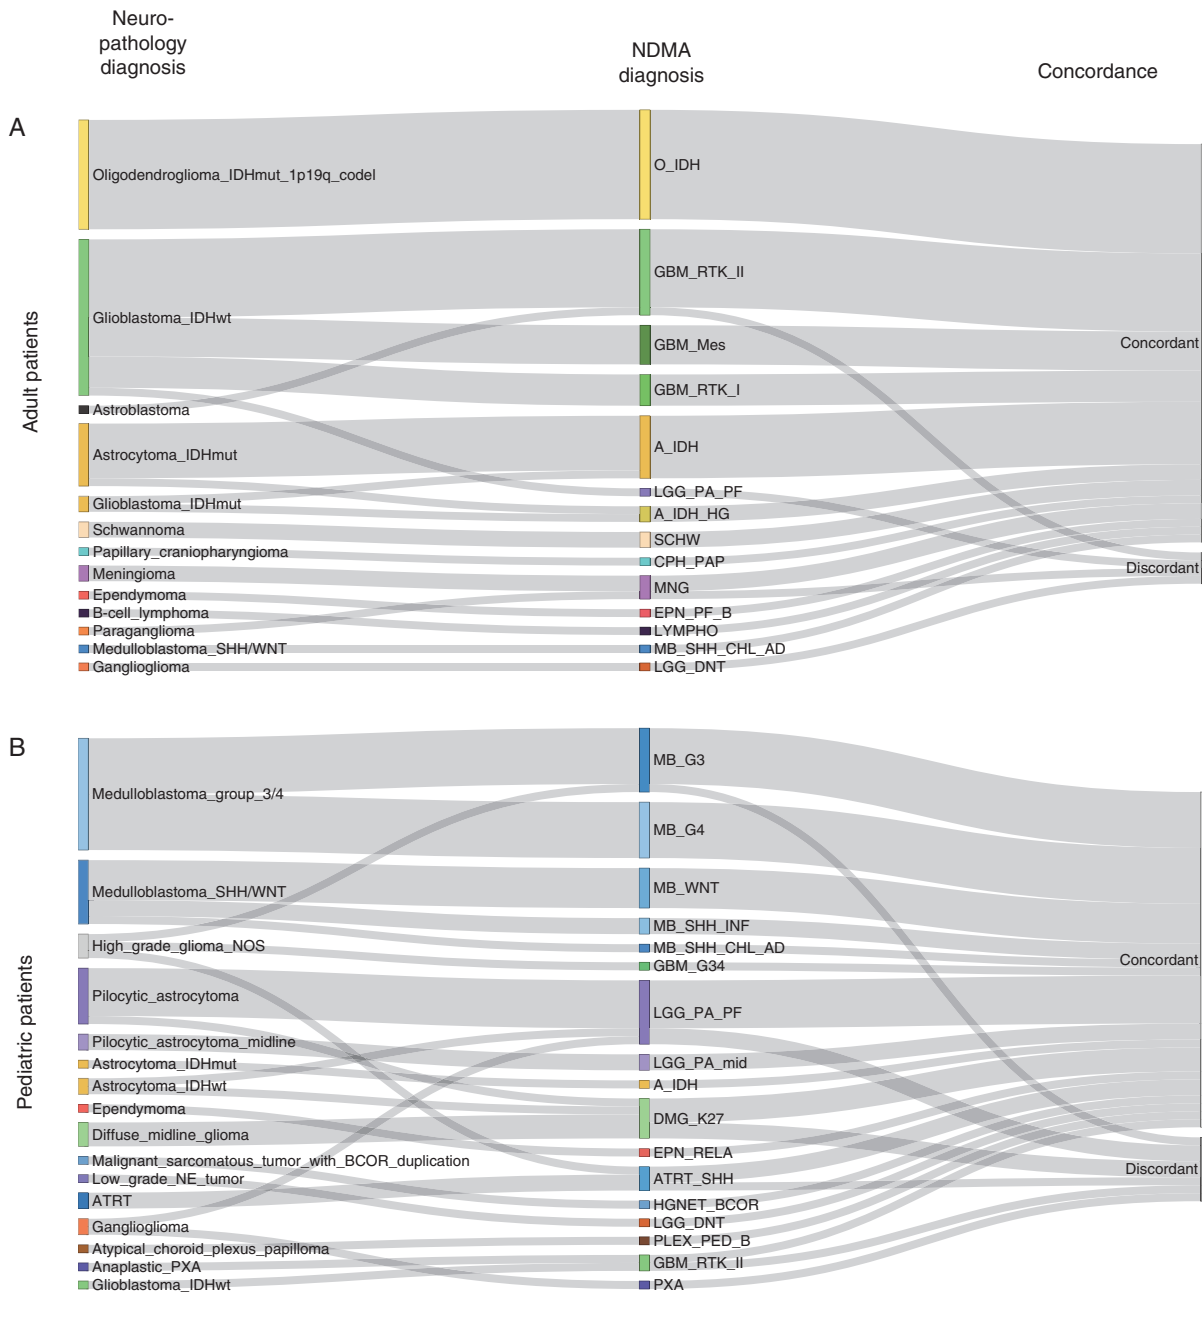 Neuro-
pathology
diagnosis
NDMA
diagnosis
Concordance
A
Adult patients
Oligodendroglioma_IDHmut_1p19q_codel
Glioblastoma_IDHwt
Astroblastoma
Astrocytoma_IDHmut
Glioblastoma_IDHmut
Schwannoma
Papillary_craniopharyngioma
Meningioma
Ependymoma
B-cell_lymphoma
Paraganglioma
Medulloblastoma_SHH/WNT
Ganglioglioma
O_IDH
GBM_RTK_II
GBM_Mes
GBM_RTK_I
A_IDH
LGG_PA_PF
A_IDH_HG
SCHW
CPH_PAP
MNG
EPN_PF_B
LYMPHO
MB_SHH_CHL_AD
LGG_DNT
Concordant
Discordant
B
Pediatric patients
Medulloblastoma_group_3/4
Medulloblastoma_SHH/WNT
High_grade_glioma_NOS
Pilocytic_astrocytoma
Pilocytic_astrocytoma_midline
Astrocytoma_IDHmut
Astrocytoma_IDHwt
Ependymoma
Diffuse_midline_glioma
Malignant_sarcomatous_tumor_with_BCOR_duplication
Low_grade_NE_tumor
ATRT
Ganglioglioma
Atypical_choroid_plexus_papilloma
Anaplastic_PXA
Glioblastoma_IDHwt
MB_G3
MB_G4
MB_WNT
MB_SHH_INF
MB_SHH_CHL_AD
GBM_G34
LGG_PA_PF
LGG_PA_mid
A_IDH
DMG_K27
EPN_RELA
ATRT_SHH
HGNET_BCOR
LGG_DNT
PLEX_PED_B
GBM_RTK_II
PXA
Concordant
Discordant